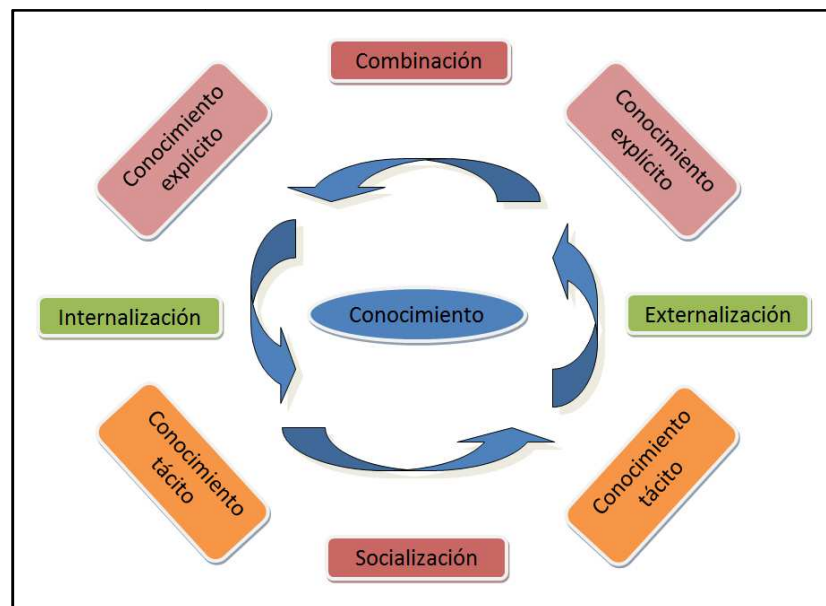 Combinación
Conocimiento
explícito
Conocimiento
explícito
Internalización
Conocimiento
Externalización
Conocimiento
tácito
Conocimiento
tácito
Socialización